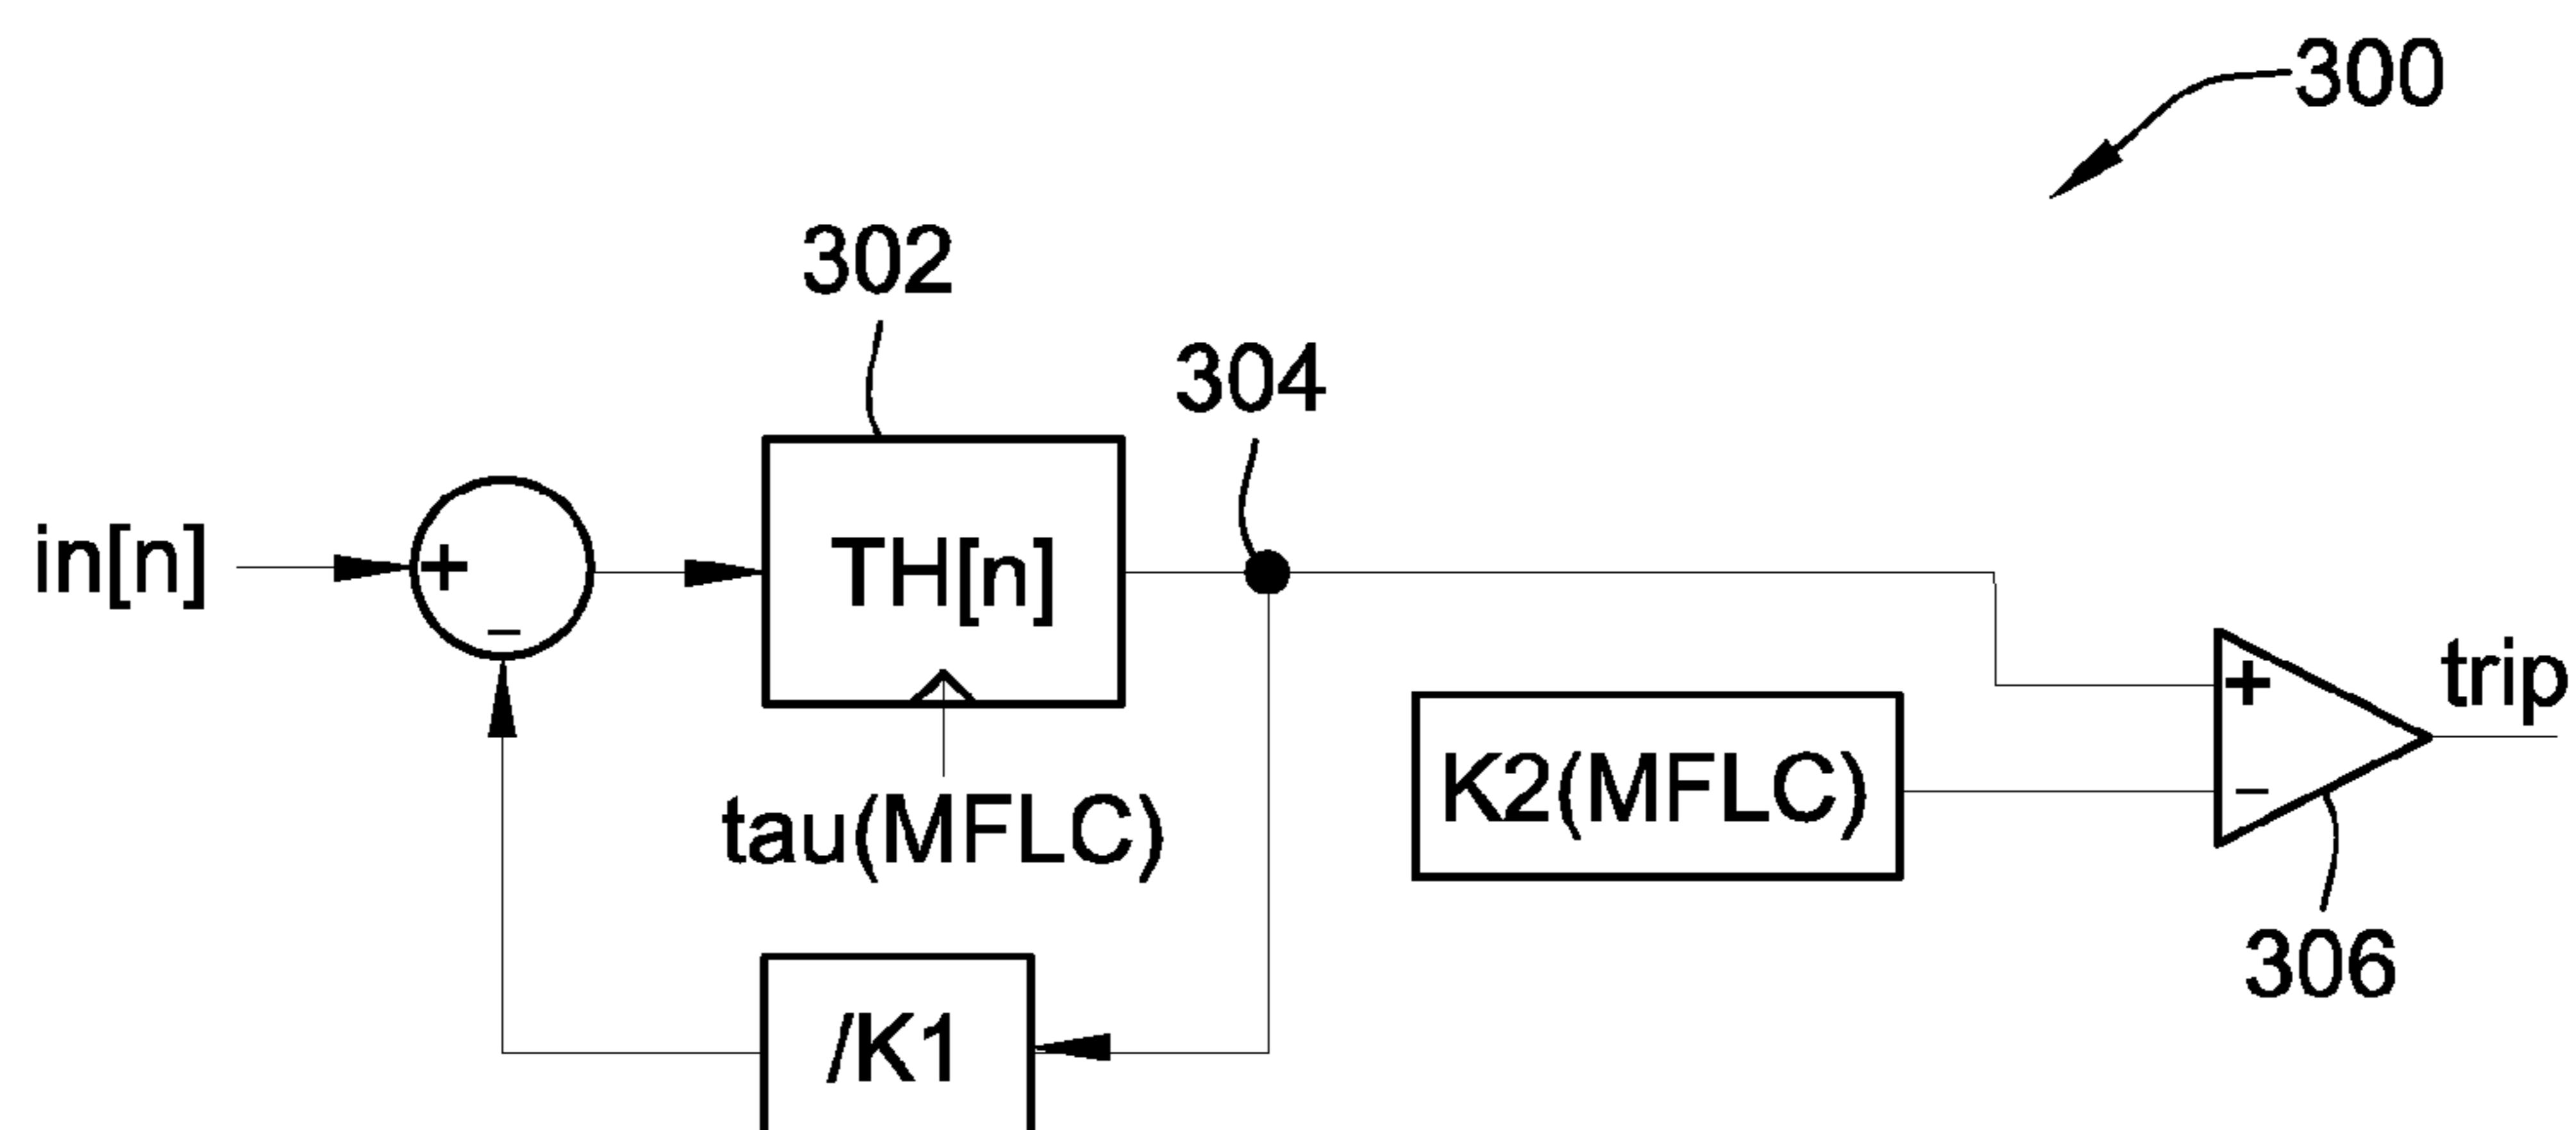 300
302
304
in[n]
+
−
TH[n]
tau(MFLC)
K2(MFLC)
+
−
trip
306
/K1